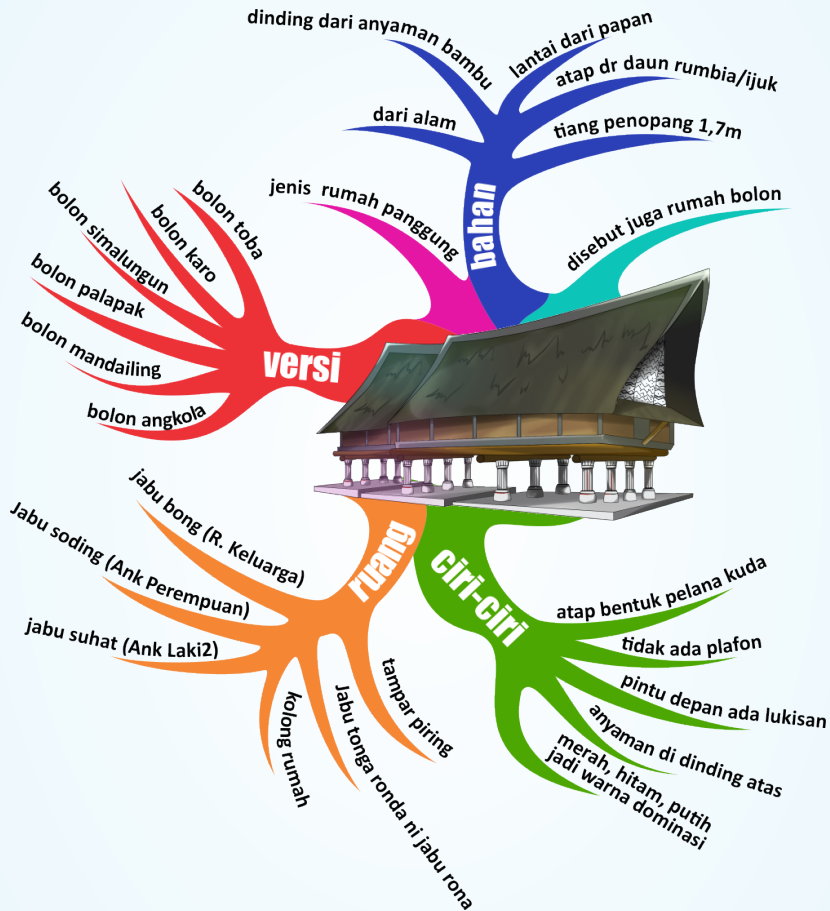 dinding dari anyaman bambu
lantai dari papan
atap dr daun rumbia/ijuk
dari alam
tiang penopang 1,7m
bahan
jenis rumah panggung
disebut juga rumah bolon
bolon toba
bolon karo
bolon simalungun
bolon palapak
bolon mandailing
bolon angkola
versi
jabu bong (R. Keluarga)
Jabu soding (Ank Perempuan)
jabu suhat (Ank Laki2)
kolong rumah
Jabu tonga ronda ni jabu rona
tampar piring
ruang
ciri-ciri
atap bentuk pelana kuda
tidak ada plafon
pintu depan ada lukisan
anyaman di dinding atas
merah, hitam, putih
jadi warna dominasi